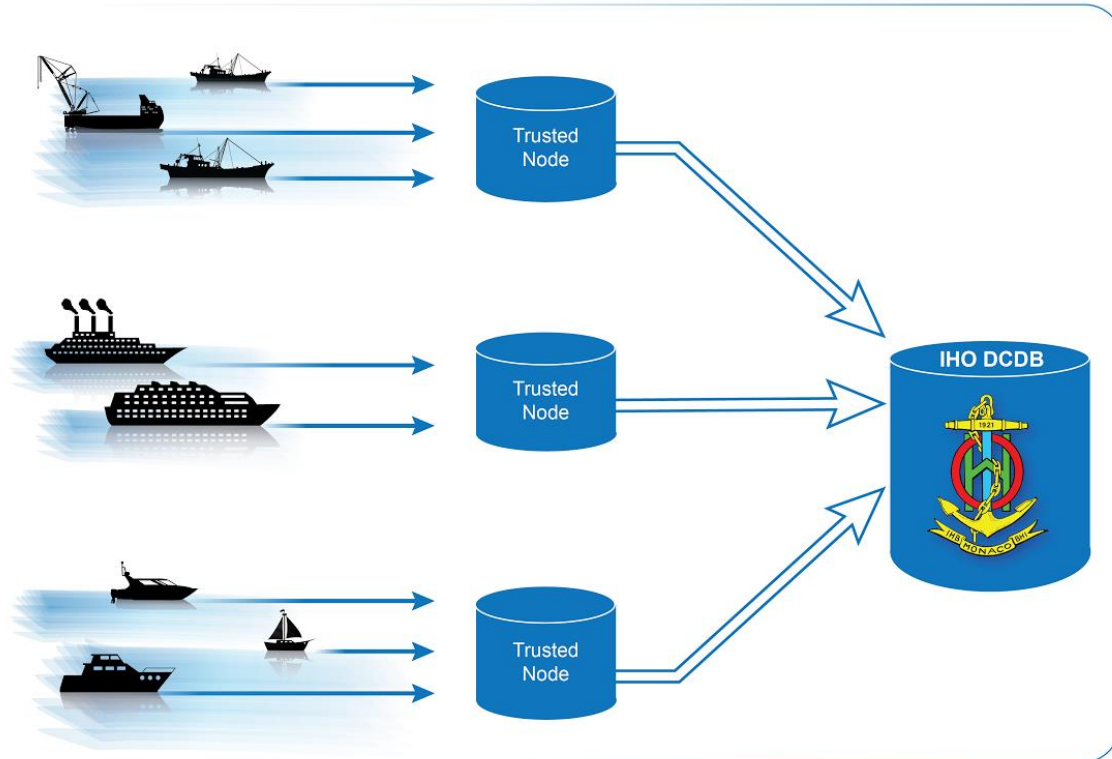 Trusted
Node
Trusted
Node
IHO DCDB
1921
IHB MONACO BHI
Trusted
Node